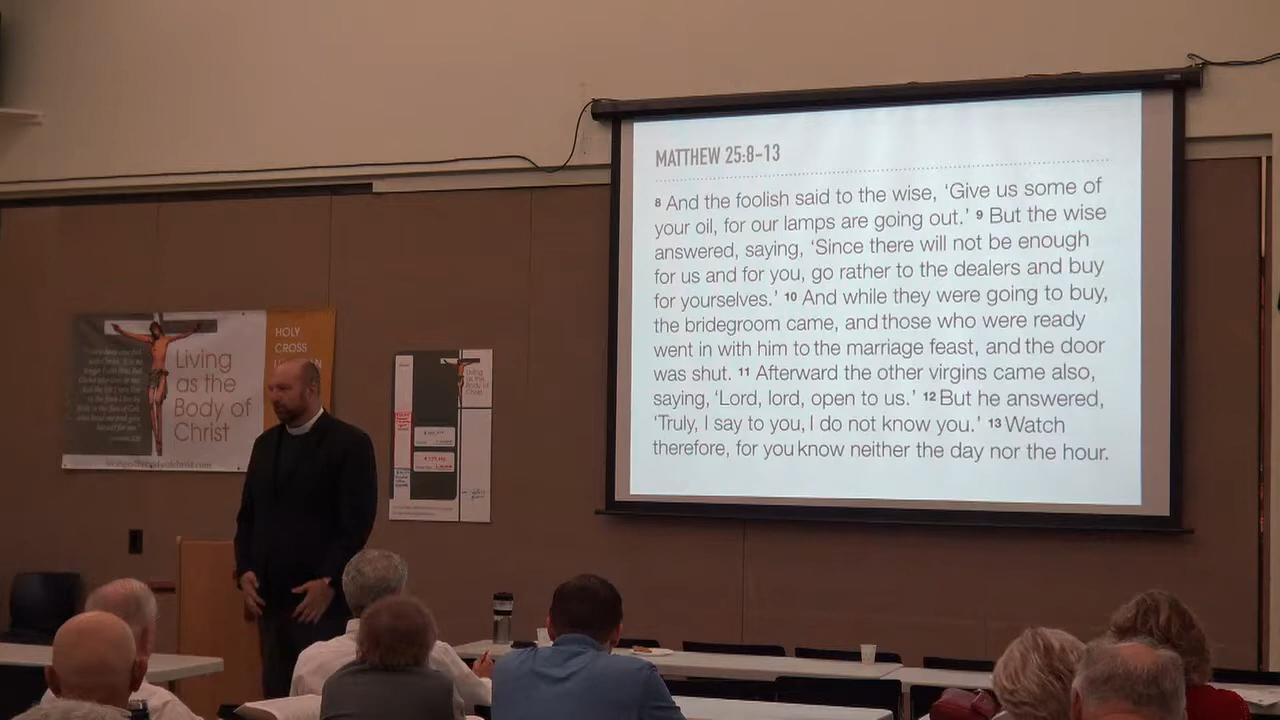 MATTHEW 25:8–13
8 And the foolish said to the wise, ‘Give us some of
your oil, for our lamps are going out.’ 9 But the wise
answered, saying, ‘Since there will not be enough
for us and for you, go rather to the dealers and buy
for yourselves.’ 10 And while they were going to buy,
the bridegroom came, and those who were ready
went in with him to the marriage feast, and the door
was shut. 11 Afterward the other virgins came also,
saying, ‘Lord, lord, open to us.’ 12 But he answered,
‘Truly, I say to you, I do not know you.’ 13 Watch
therefore, for you know neither the day nor the hour.
HOLY
CROSS
Living
as the
Body of
Christ
Living
as the
Body of
Christ